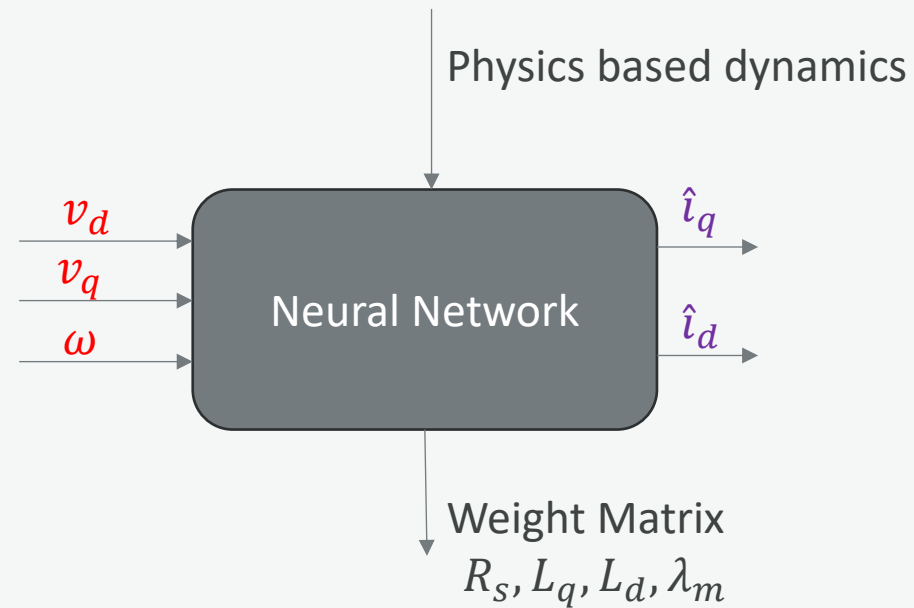 Physics based dynamics
v_d
v_q
ω
Neural Network
î_q
î_d
Weight Matrix
R_s, L_q, L_d, λ_m